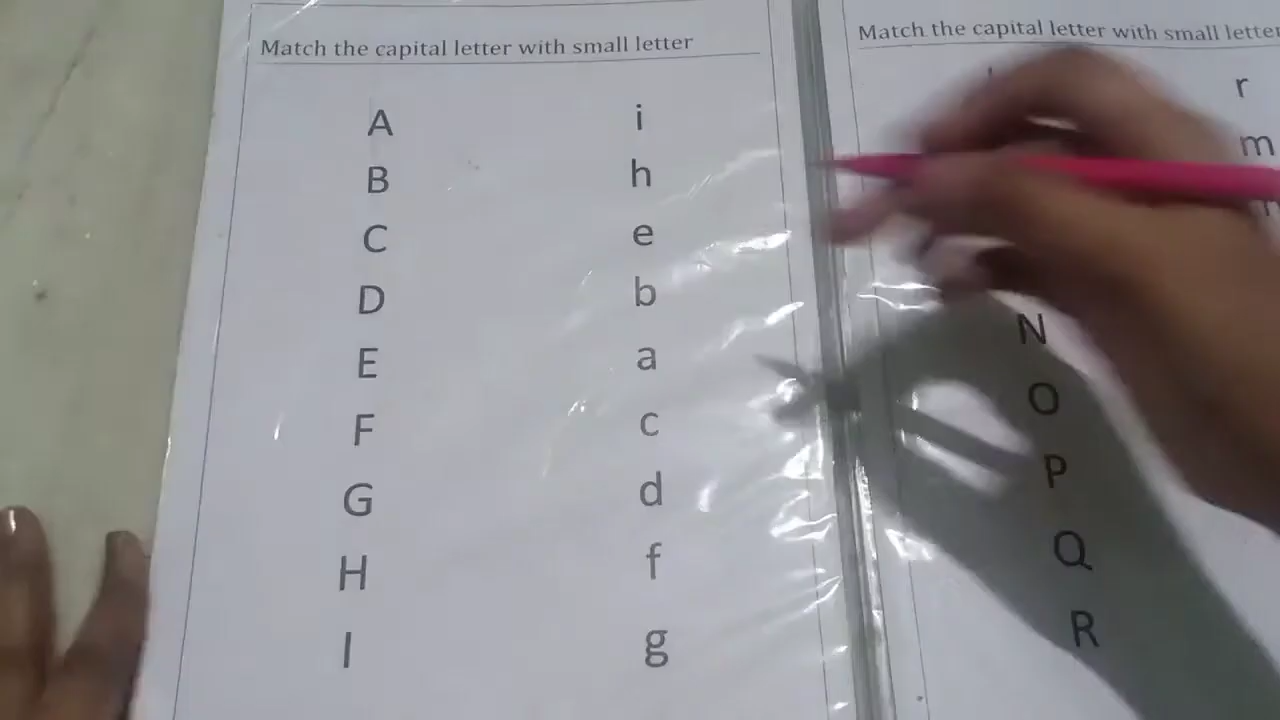 Match the capital letter with small letter
A i
B h
C e
D b
E a
F c
G d
H f
I g
Match the capital letter with small letter
r
m
N
O
P
Q
R